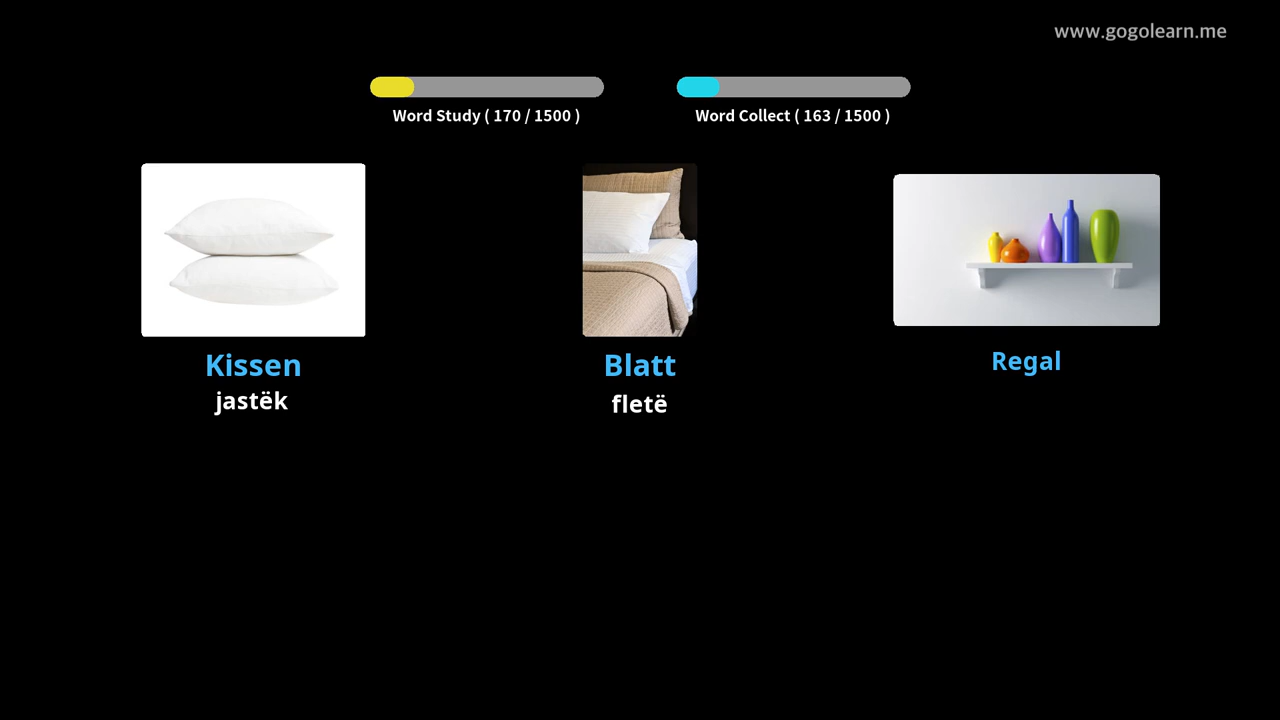 www.gogolearn.me
Word Study ( 170 / 1500 )
Word Collect ( 163 / 1500 )
Kissen
jastëk
Blatt
fletë
Regal